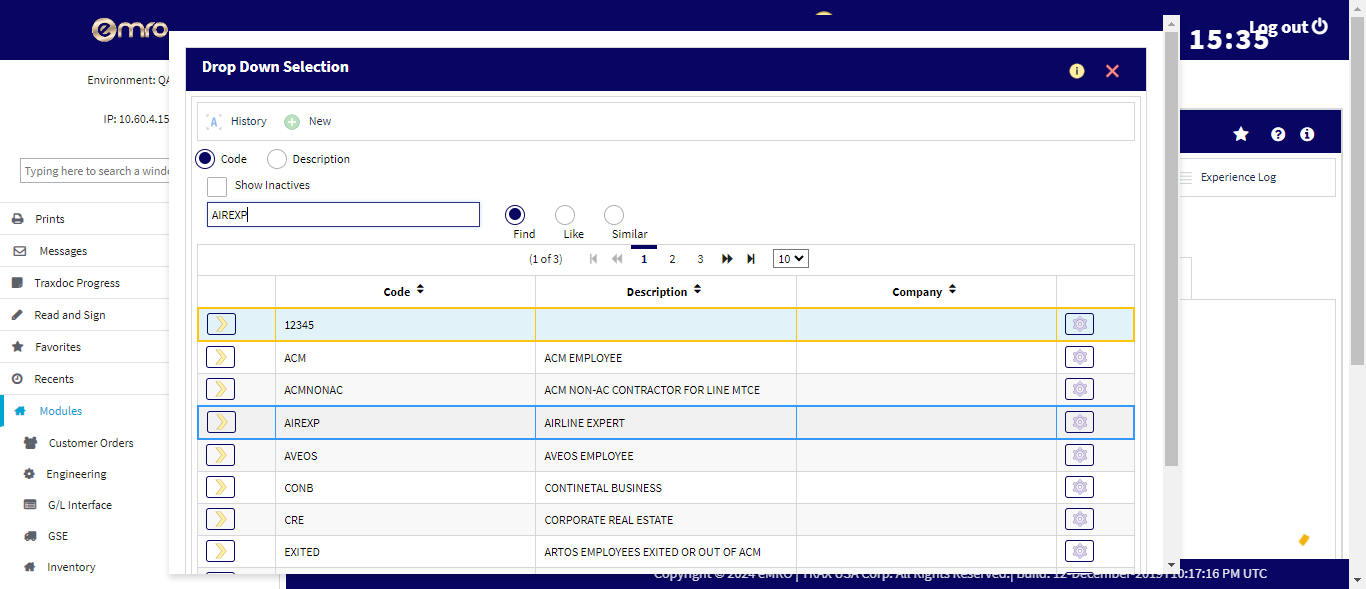 emro
15:35
Log out
Environment: QA
IP: 10.60.4.15
Typing here to search a windo
Prints
Messages
Traxdoc Progress
Read and Sign
Favorites
Recents
Modules
Customer Orders
Engineering
G/L Interface
GSE
Inventory
Drop Down Selection
History New
Code Description
Show Inactives
AIREXP
Find Like Similar
(1 of 3) 1 2 3 10
Code Description Company
12345
ACM ACM EMPLOYEE
ACMNONAC ACM NON-AC CONTRACTOR FOR LINE MTCE
AIREXP AIRLINE EXPERT
AVEOS AVEOS EMPLOYEE
CONB CONTINETAL BUSINESS
CRE CORPORATE REAL ESTATE
EXITED ARTOS EMPLOYEES EXITED OR OUT OF ACM
Experience Log
Copyright © 2024 eMRO | TRAX USA Corp. All Rights Reserved.| Build: 12-December-2019T10:17:16 PM UTC